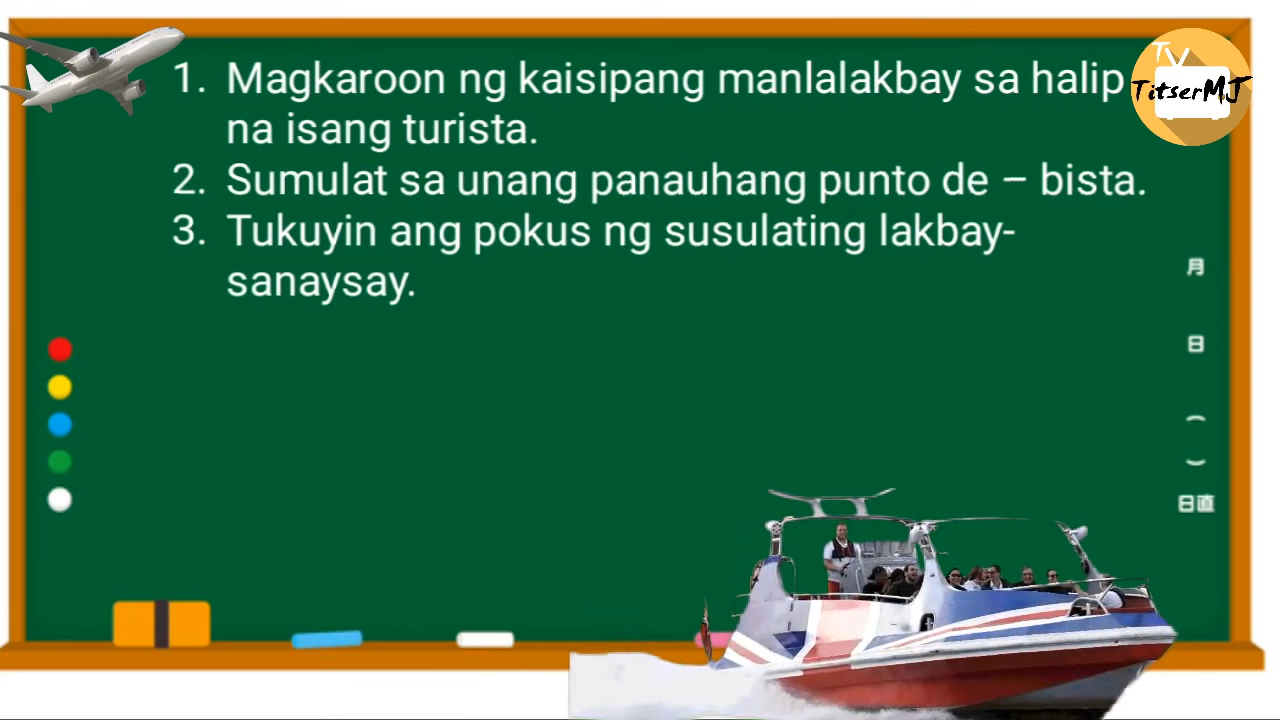 1. Magkaroon ng kaisipang manlalakbay sa halip
na isang turista.
2. Sumulat sa unang panauhang punto de – bista.
3. Tukuyin ang pokus ng susulating lakbay-
sanaysay.
TV
TitserMJ
月
日
︵
︶
日直